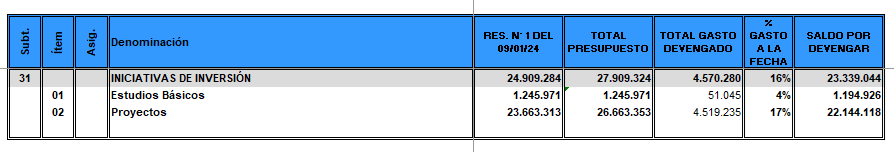 Subt. Ítem Asig. Denominación RES. N° 1 DEL 09/01/24 TOTAL PRESUPUESTO TOTAL GASTO DEVENGADO % GASTO A LA FECHA SALDO POR DEVENGAR
31 INICIATIVAS DE INVERSIÓN 24.909.284 27.909.324 4.570.280 16% 23.339.044
01 Estudios Básicos 1.245.971 1.245.971 51.045 4% 1.194.926
02 Proyectos 23.663.313 26.663.353 4.519.235 17% 22.144.118